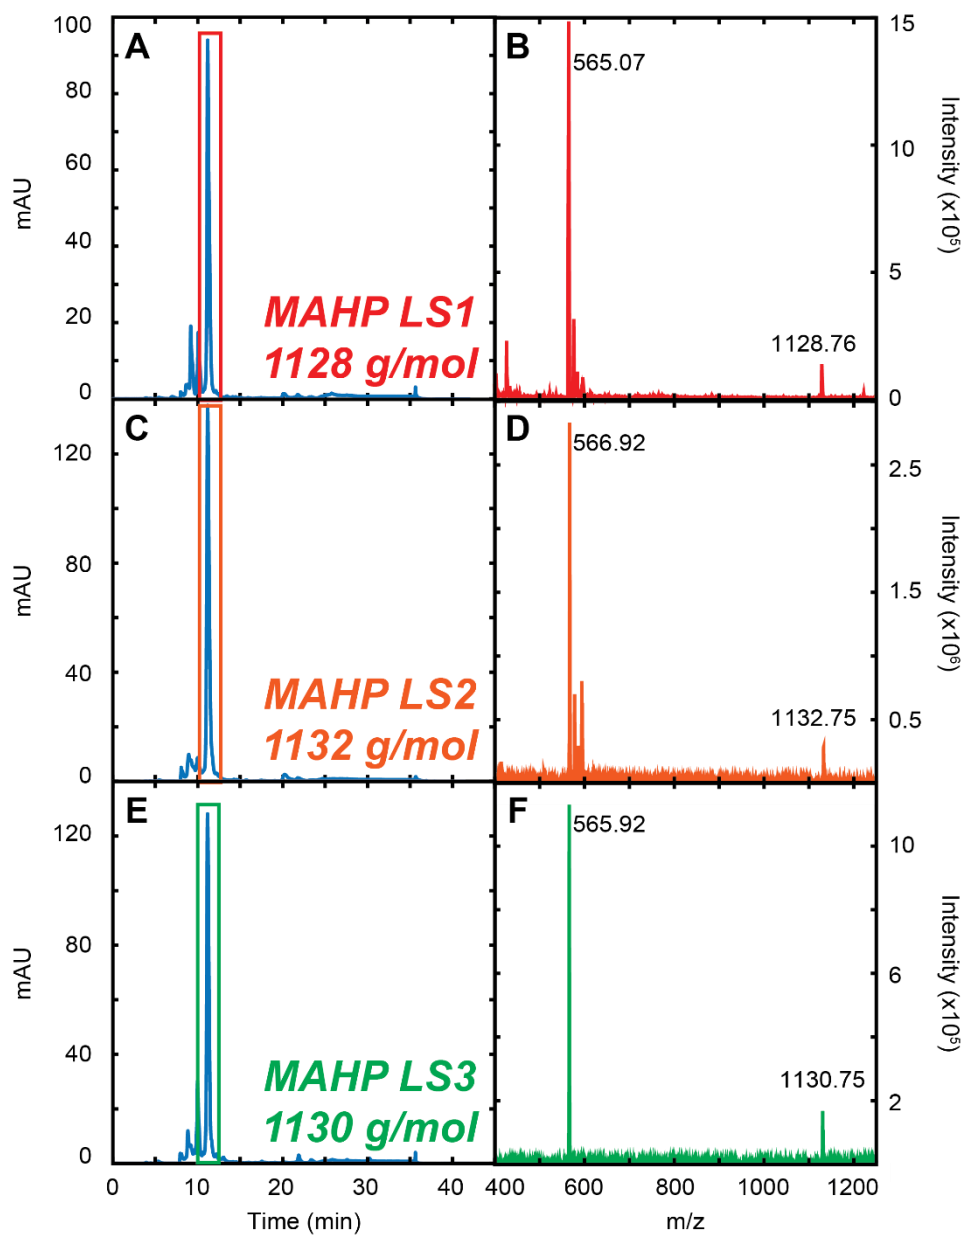 A
100
80
60
40
20
0
mAU
MAHP LS1
1128 g/mol
B
565.07
1128.76
15
10
5
0
Intensity (x10⁵)
C
120
80
40
0
mAU
MAHP LS2
1132 g/mol
D
566.92
1132.75
2.5
1.5
0.5
Intensity (x10⁶)
E
120
80
40
0
mAU
MAHP LS3
1130 g/mol
F
565.92
1130.75
10
6
2
Intensity (x10⁵)
0 10 20 30 40
Time (min)
400 600 800 1000 1200
m/z